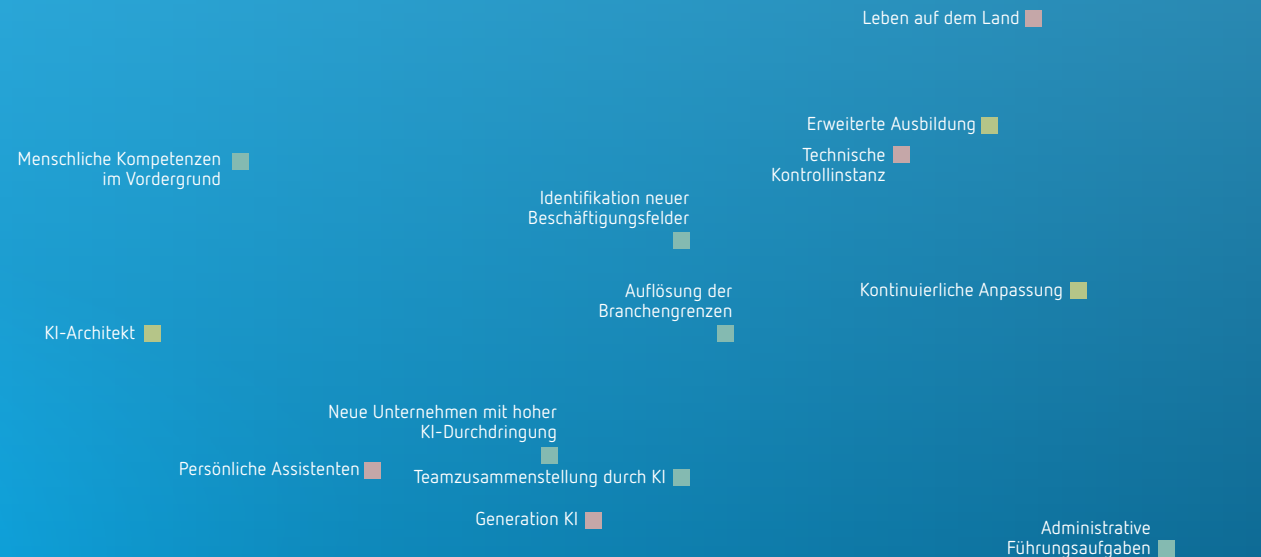 Leben auf dem Land
Erweiterte Ausbildung
Menschliche Kompetenzen
im Vordergrund
Technische
Kontrollinstanz
Identifikation neuer
Beschäftigungsfelder
Auflösung der
Branchengrenzen
Kontinuierliche Anpassung
KI-Architekt
Neue Unternehmen mit hoher
KI-Durchdringung
Persönliche Assistenten
Teamzusammenstellung durch KI
Generation KI
Administrative
Führungsaufgaben